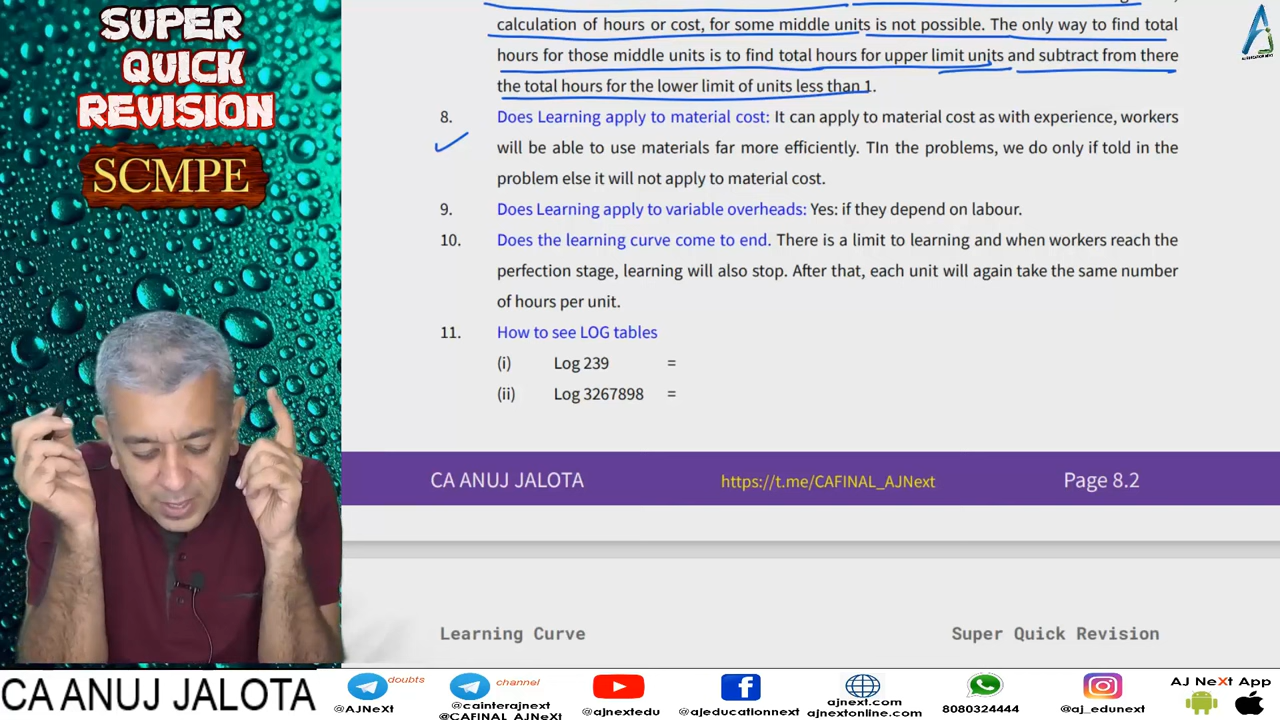 SUPER
QUICK
REVISION
SCMPE
calculation of hours or cost, for some middle units is not possible. The only way to find total
hours for those middle units is to find total hours for upper limit units and subtract from there
the total hours for the lower limit of units less than 1.
8. Does Learning apply to material cost: It can apply to material cost as with experience, workers
will be able to use materials far more efficiently. TIn the problems, we do only if told in the
problem else it will not apply to material cost.
9. Does Learning apply to variable overheads: Yes: if they depend on labour.
10. Does the learning curve come to end. There is a limit to learning and when workers reach the
perfection stage, learning will also stop. After that, each unit will again take the same number
of hours per unit.
11. How to see LOG tables
(i) Log 239 =
(ii) Log 3267898 =
CA ANUJ JALOTA https://t.me/CAFINAL_AJNext Page 8.2
Learning Curve Super Quick Revision
CA ANUJ JALOTA
doubts
@AJNeXt
channel
@cainterajnext
@CAFINAL_AJNeXt
@ajnextedu
@ajeducationnext
ajnext.com
ajnextonline.com
8080324444
@aj_edunext
AJ NeXt App